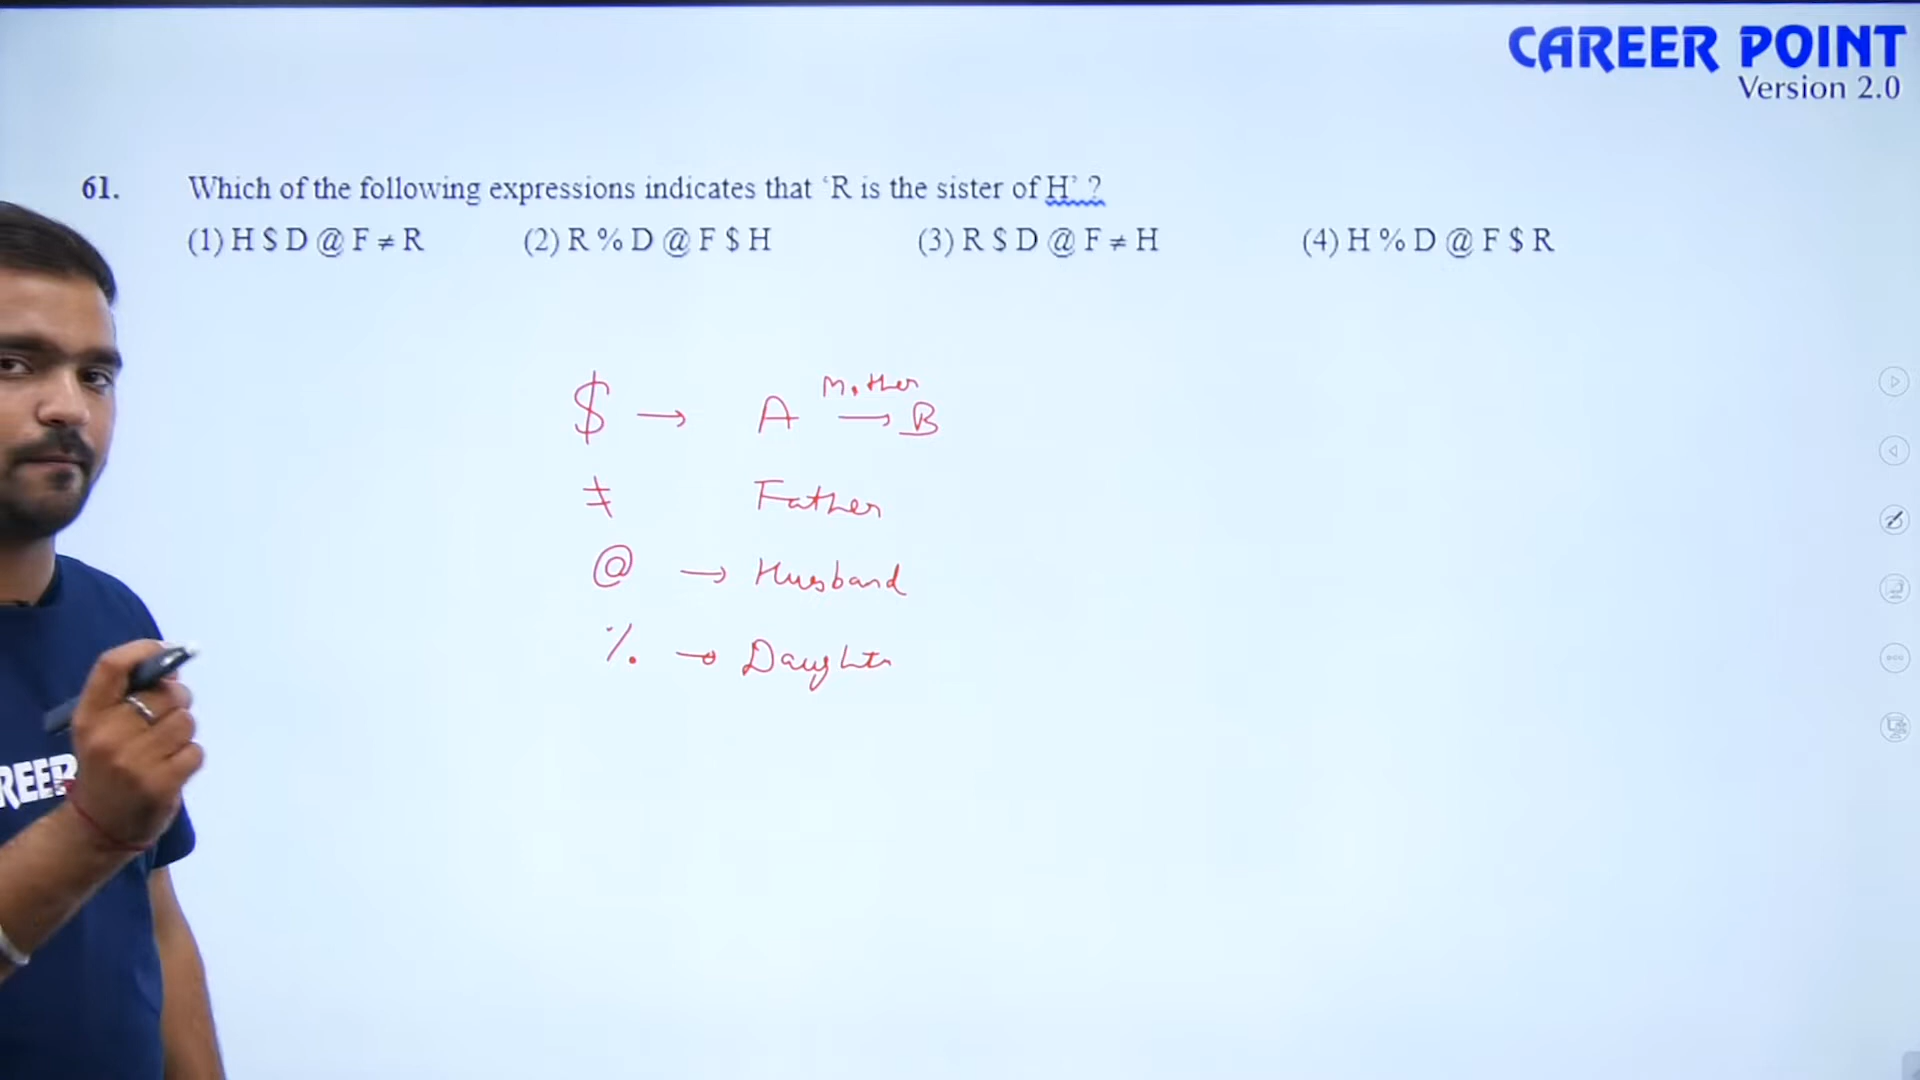 CAREER POINT
Version 2.0
61. Which of the following expressions indicates that ‘R is the sister of H’ ?
(1) H $ D @ F ≠ R (2) R % D @ F $ H (3) R $ D @ F ≠ H (4) H % D @ F $ R
$ → A Mother → B
≠ Father
@ → Husband
% → Daughter
REER